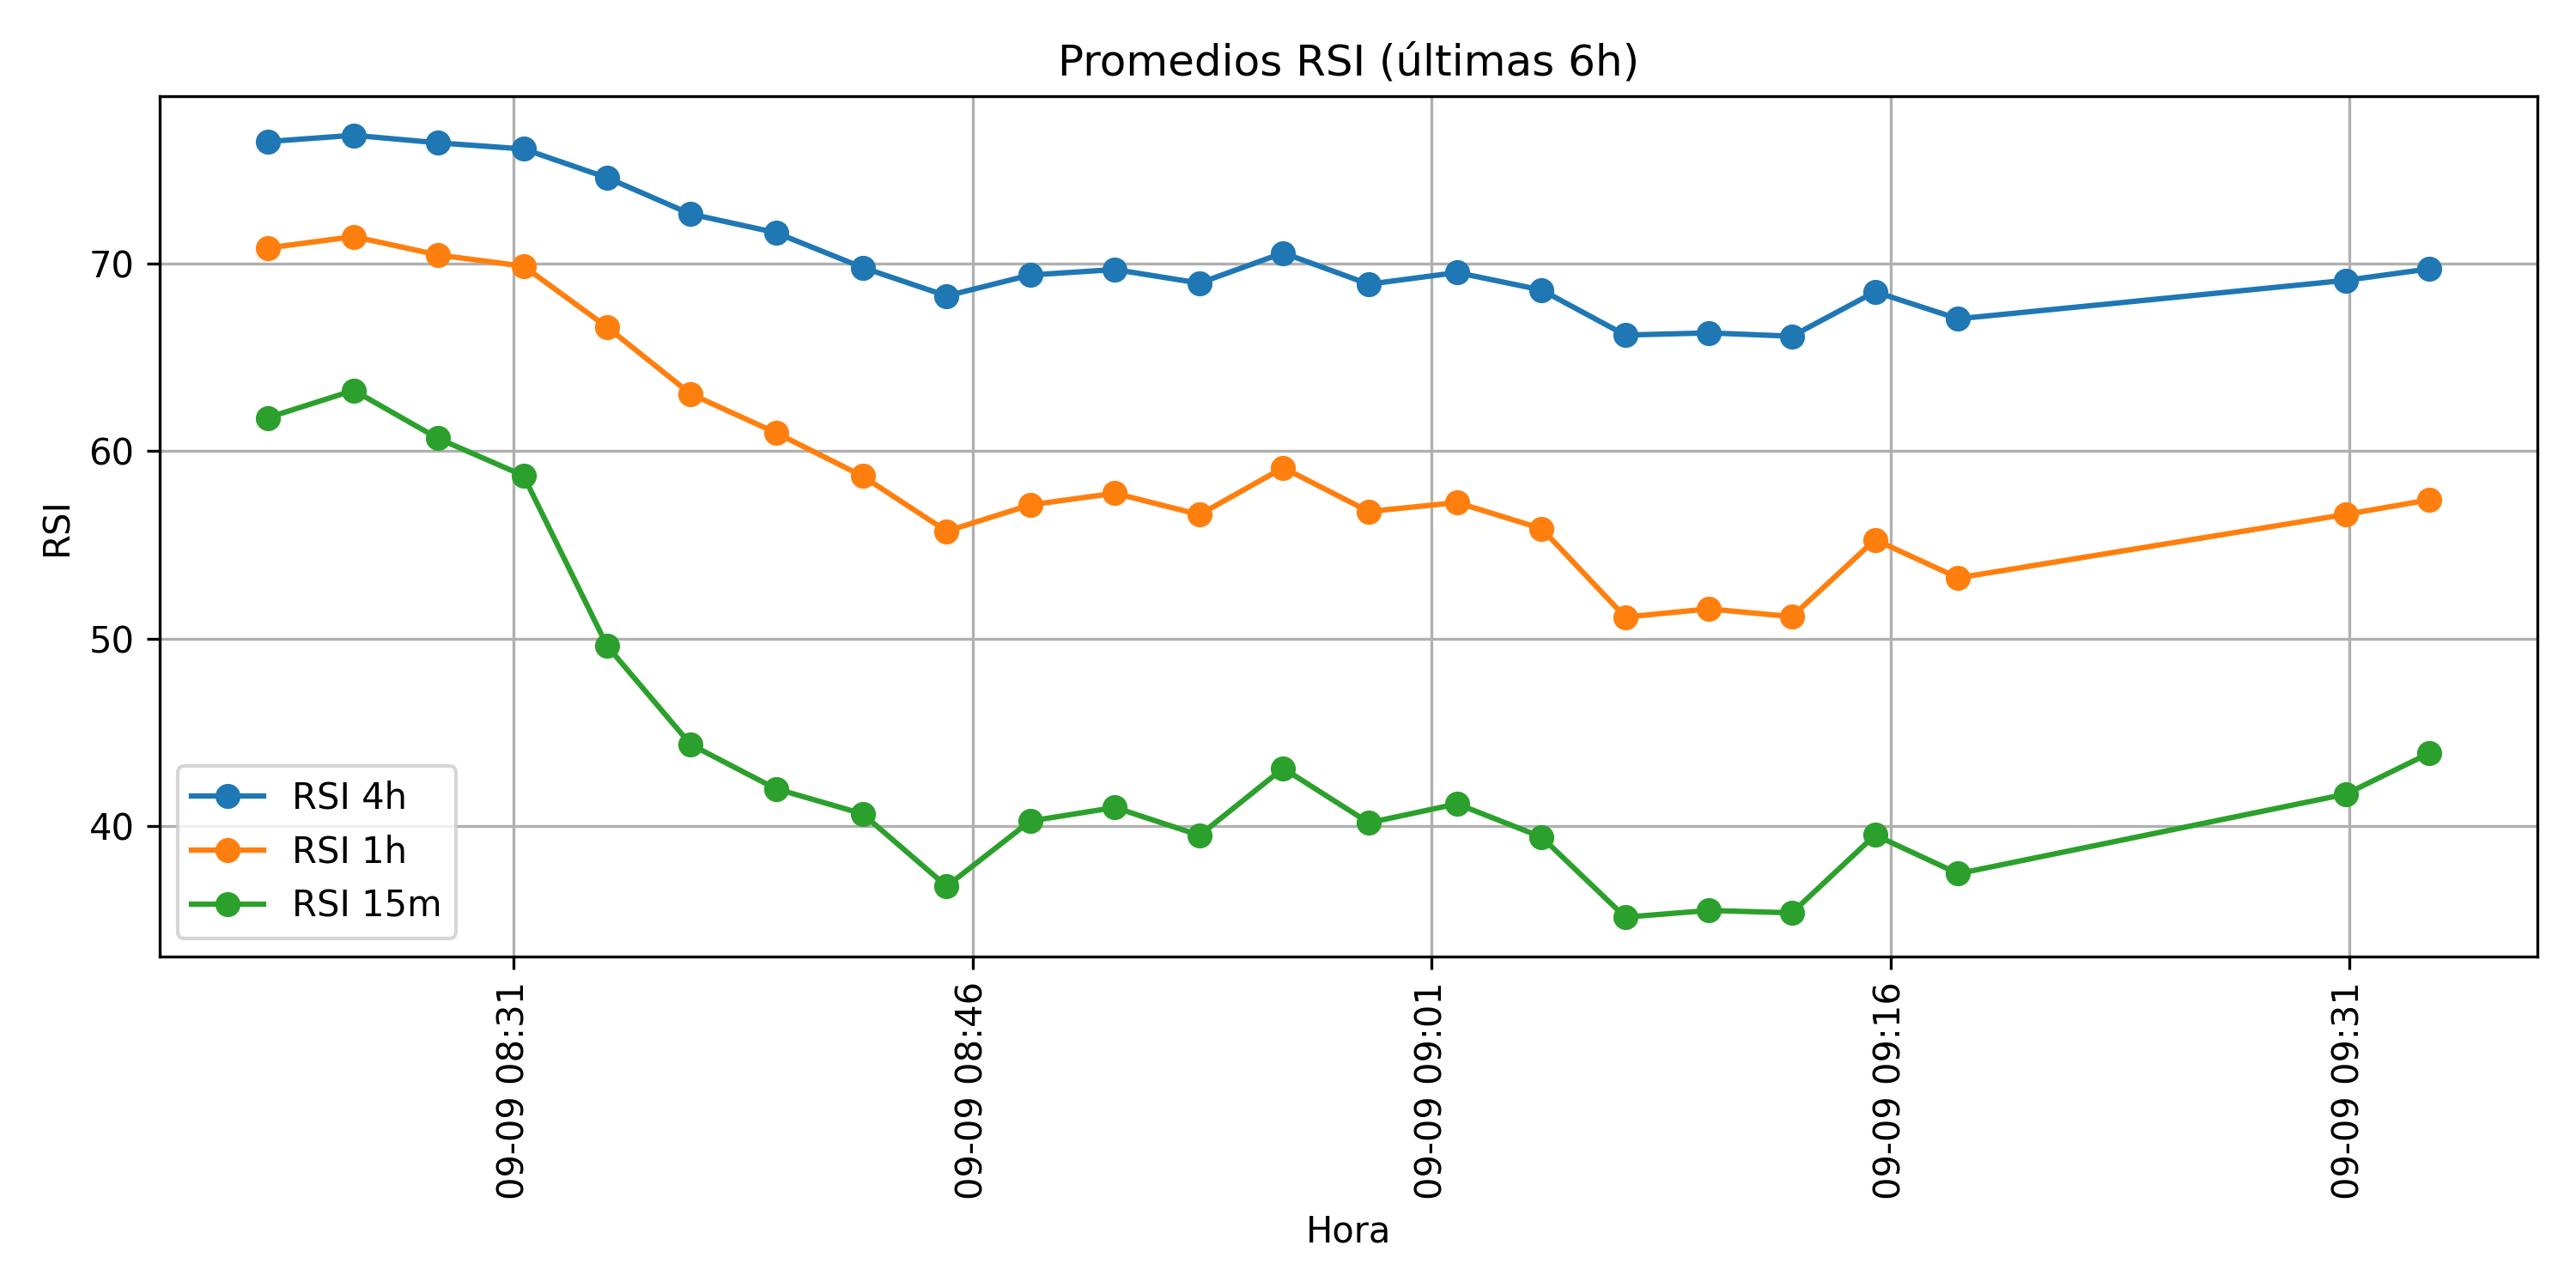 Promedios RSI (últimas 6h)
RSI
70
60
50
40
RSI 4h
RSI 1h
RSI 15m
09-09 08:31
09-09 08:46
09-09 09:01
09-09 09:16
09-09 09:31
Hora